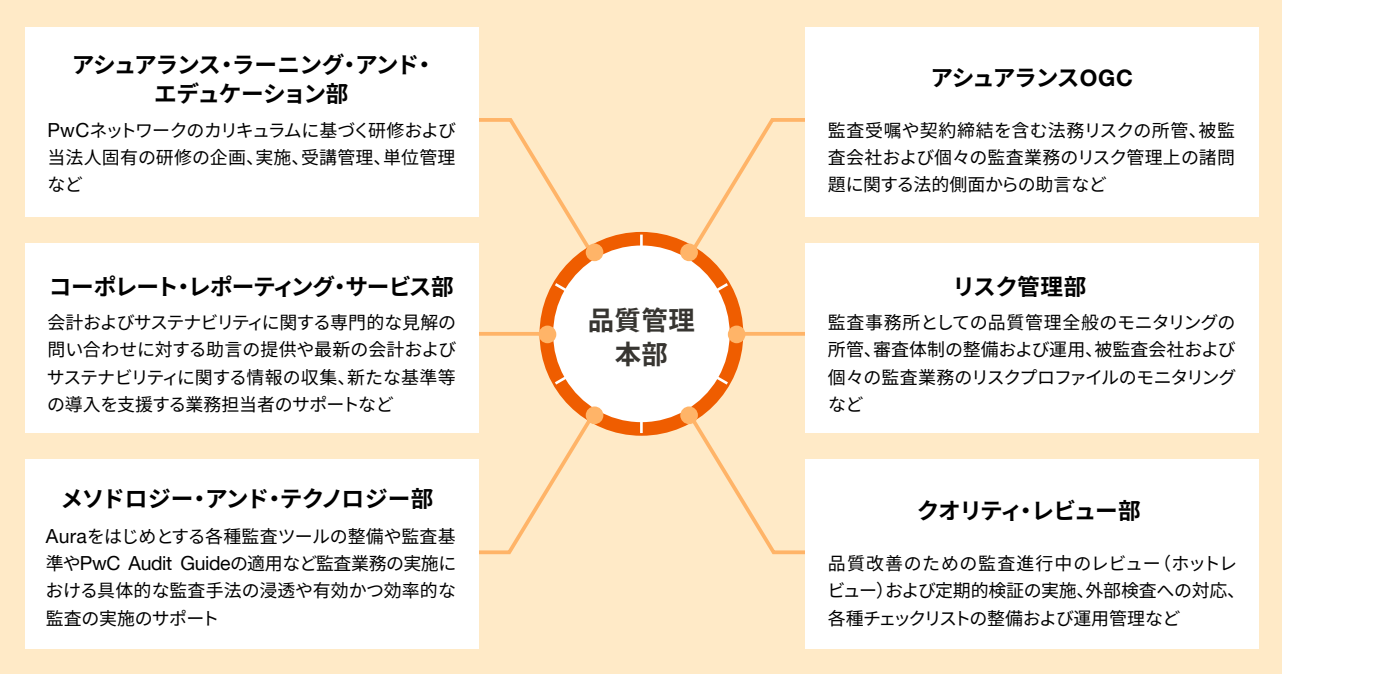 アシュアランス・ラーニング・アンド・
エデュケーション部
PwCネットワークのカリキュラムに基づく研修および
当法人固有の研修の企画、実施、受講管理、単位管理
など
コーポレート・レポーティング・サービス部
会計およびサステナビリティに関する専門的な見解の
問い合わせに対する助言の提供や最新の会計および
サステナビリティに関する情報の収集、新たな基準等
の導入を支援する業務担当者のサポートなど
メソドロジー・アンド・テクノロジー部
Auraをはじめとする各種監査ツールの整備や監査基
準やPwC Audit Guideの適用など監査業務の実施に
おける具体的な監査手法の浸透や有効かつ効率的な
監査の実施のサポート
品質管理
本部
アシュアランスOGC
監査受嘱や契約締結を含む法務リスクの所管、被監
査会社および個々の監査業務のリスク管理上の諸問
題に関する法的側面からの助言など
リスク管理部
監査事務所としての品質管理全般のモニタリングの
所管、審査体制の整備および運用、被監査会社および
個々の監査業務のリスクプロファイルのモニタリング
など
クオリティ・レビュー部
品質改善のための監査進行中のレビュー（ホットレ
ビュー）および定期的検証の実施、外部検査への対応、
各種チェックリストの整備および運用管理など